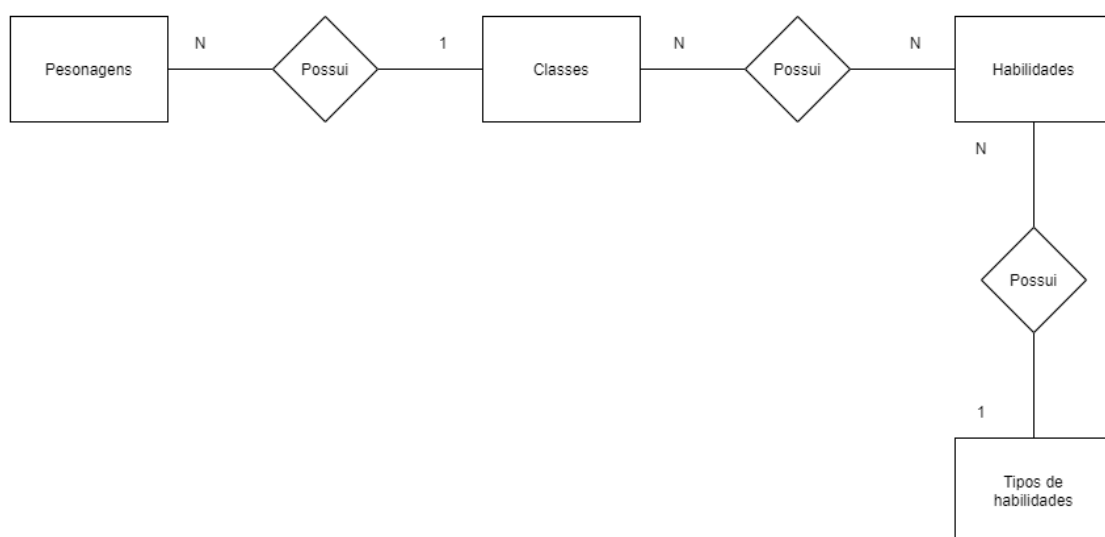 N 1 N N
Pesonagens Possui Classes Possui Habilidades
N
Possui
1
Tipos de
habilidades